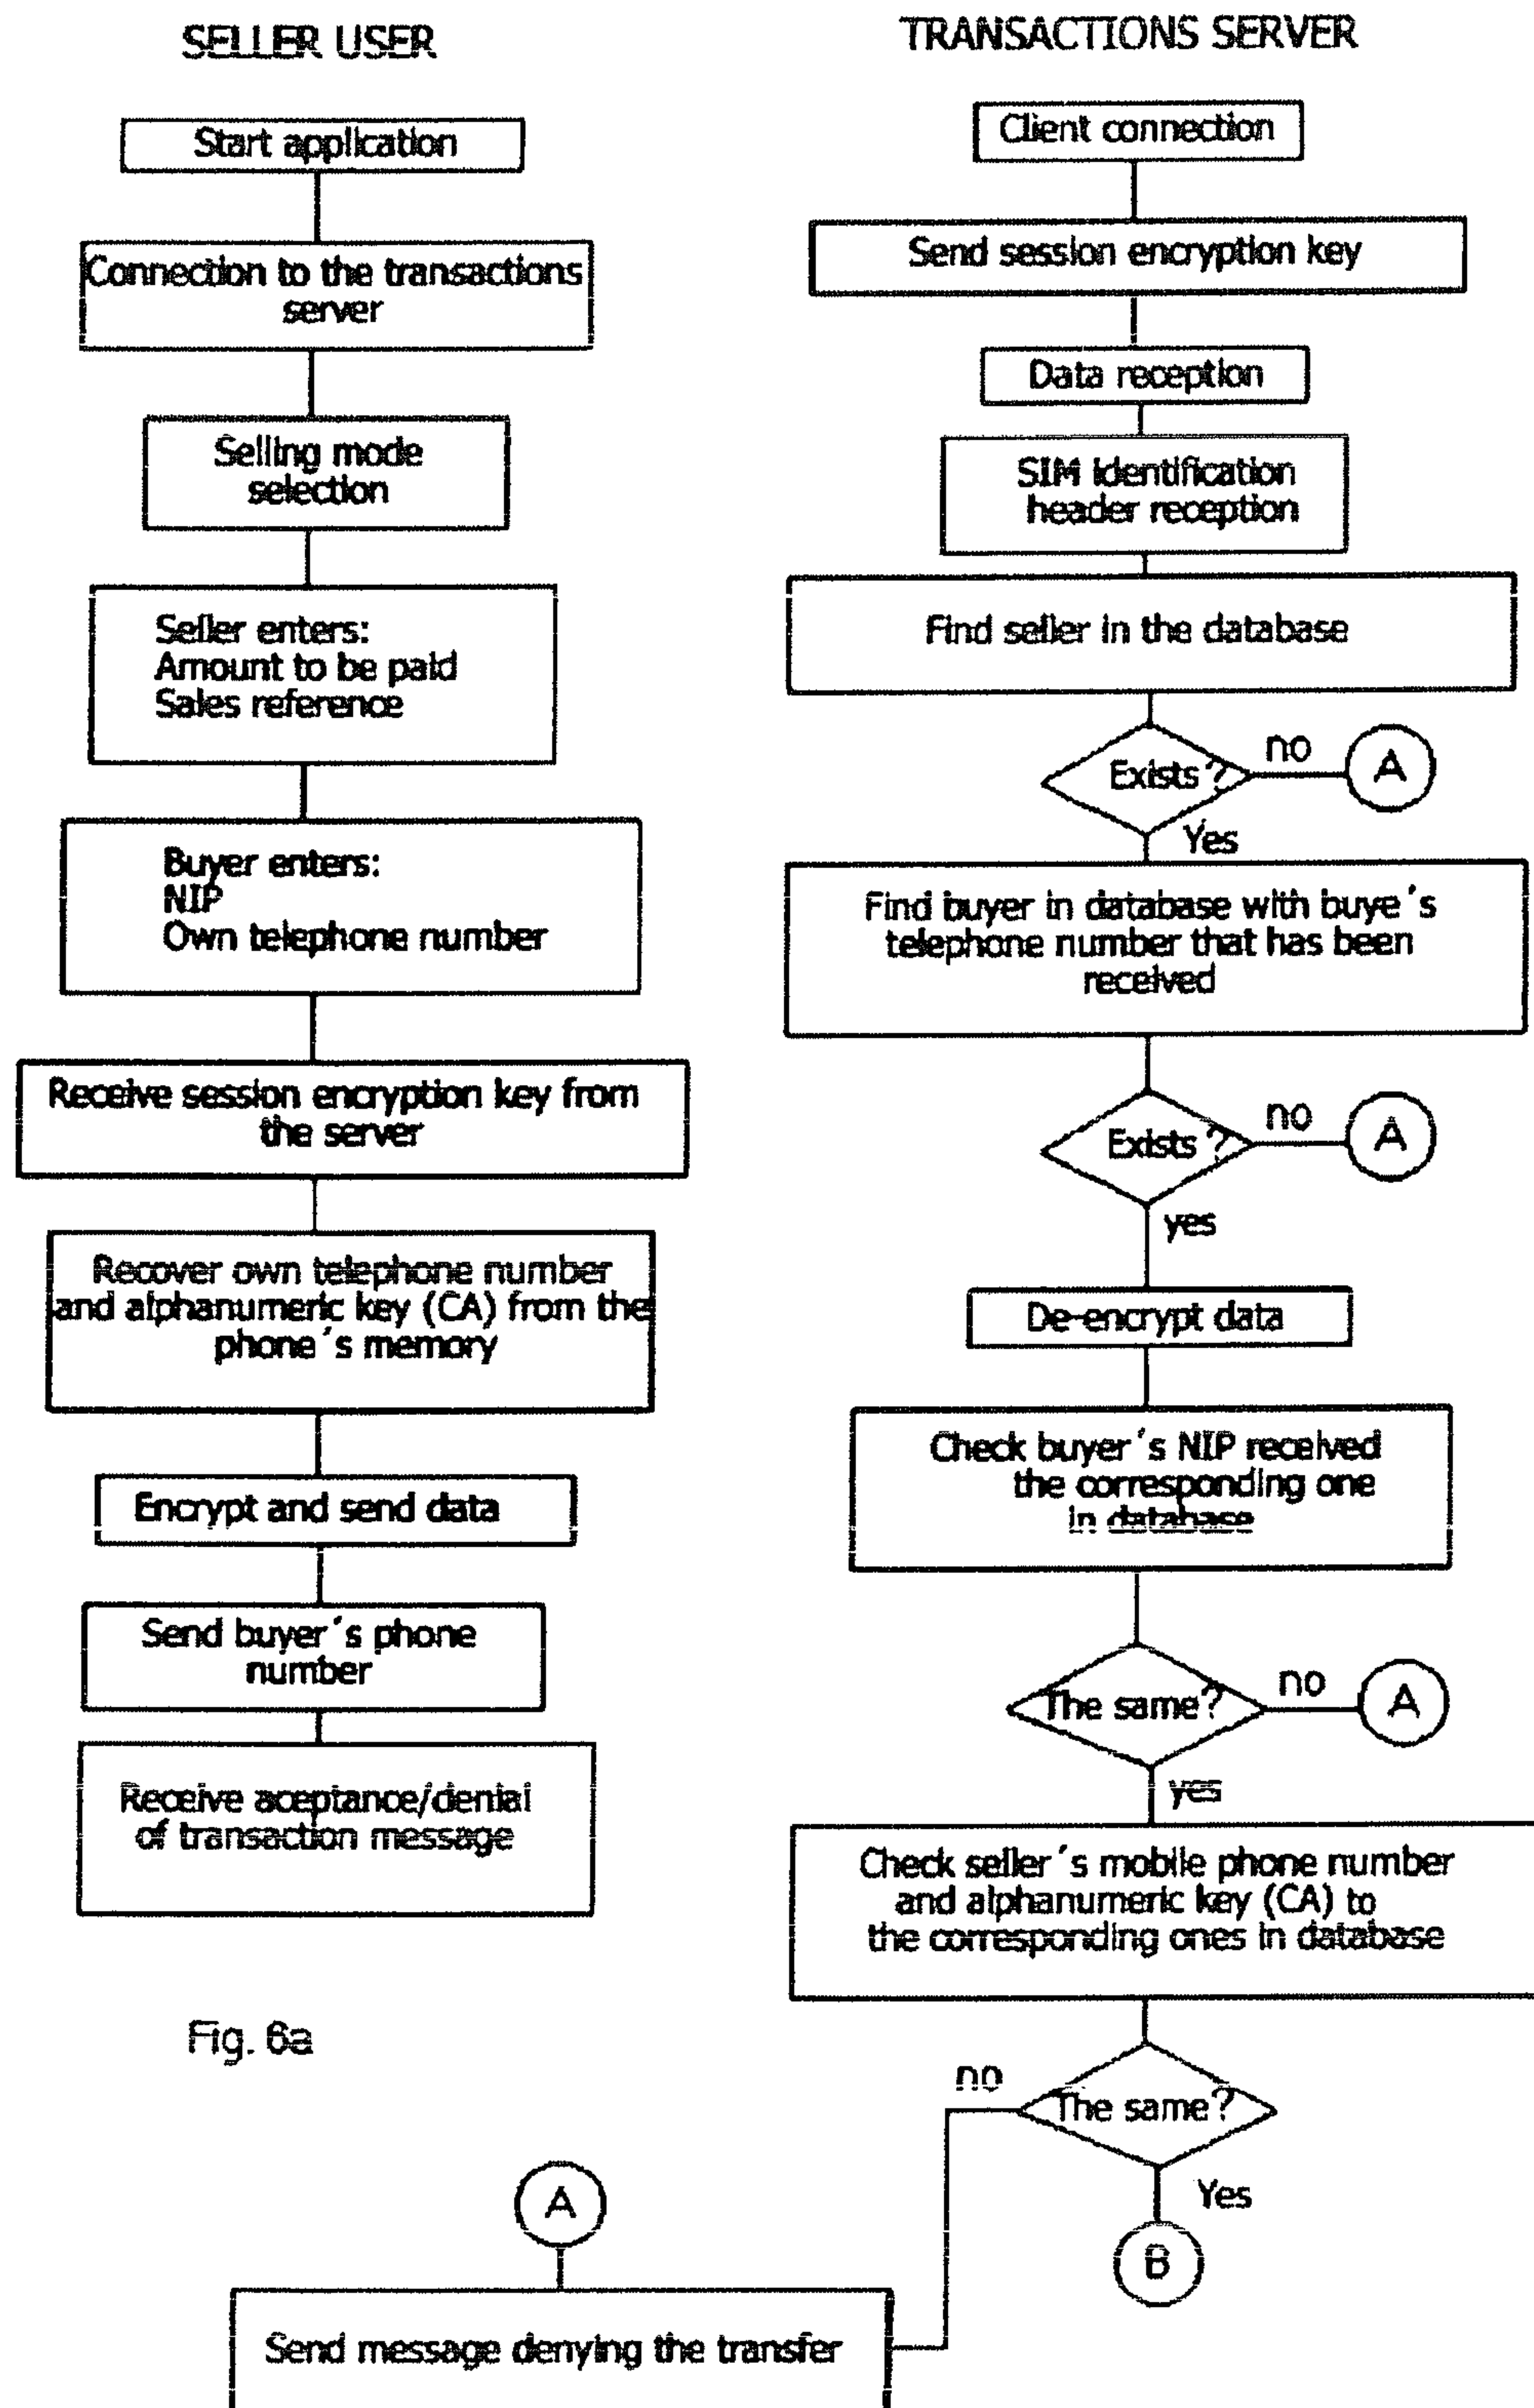 SELLER USER
Start application
Connection to the transactions
server
Selling mode
selection
Seller enters:
Amount to be paid
Sales reference
Buyer enters:
NIP
Own telephone number
Receive session encryption key from
the server
Recover own telephone number
and alphanumeric key (CA) from the
phone´s memory
Encrypt and send data
Send buyer´s phone
number
Receive aceptance/denial
of transaction message
Fig. 6a
TRANSACTIONS SERVER
Client connection
Send session encryption key
Data reception
SIM Identification
header reception
Find seller in the database
Exists ?
no
A
Yes
Find buyer in database with buye´s
telephone number that has been
received
Exists ?
no
A
yes
De-encrypt data
Check buyer´s NIP received
the corresponding one
in database
The same?
no
A
yes
Check seller´s mobile phone number
and alphanumeric key (CA) to
the corresponding ones in database
The same?
no
Yes
B
A
Send message denying the transfer